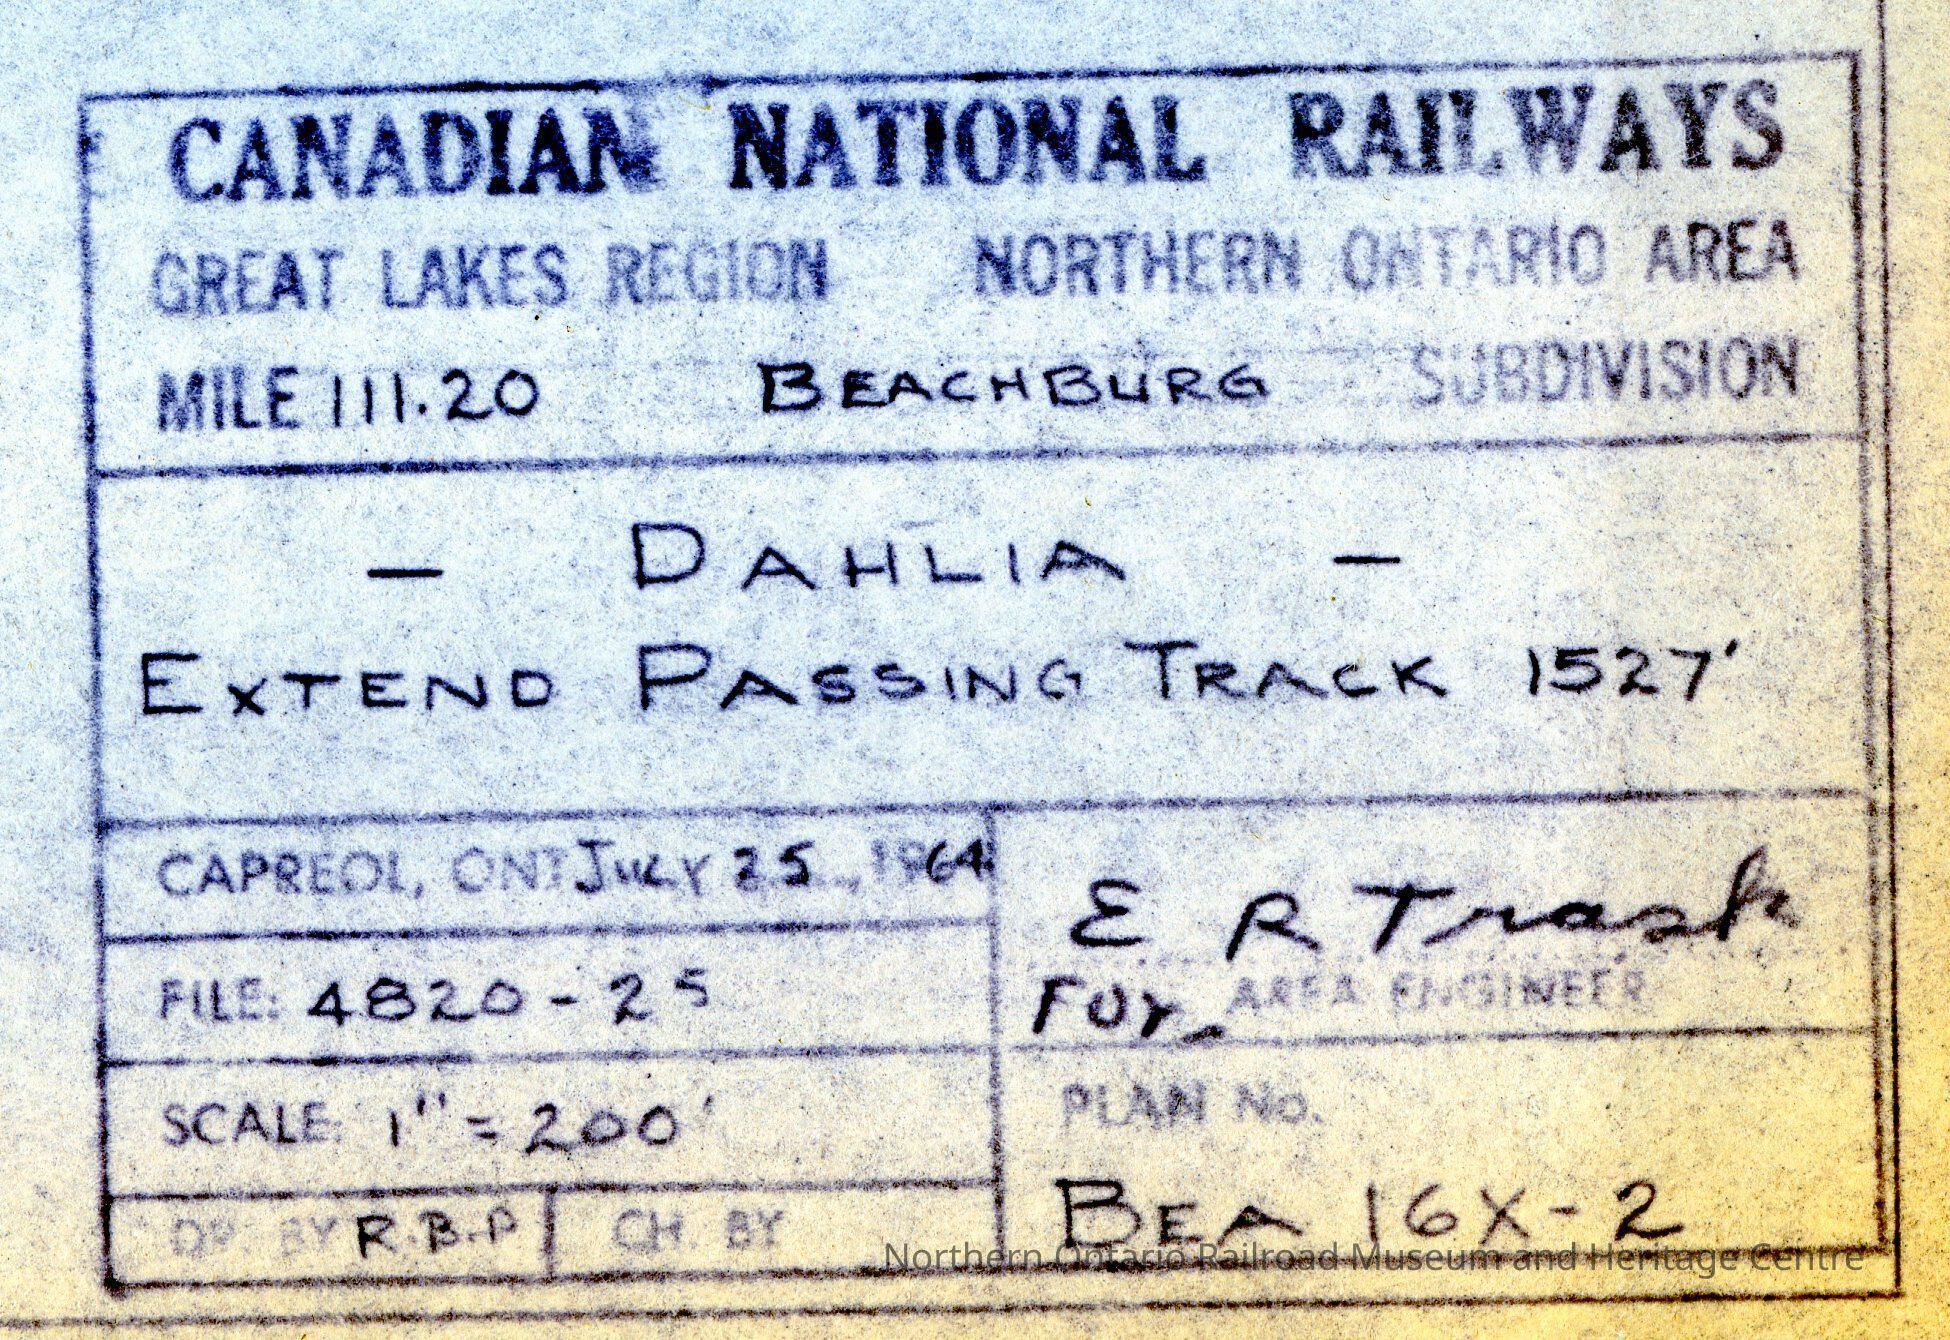 CANADIAN NATIONAL RAILWAYS
GREAT LAKES REGION NORTHERN ONTARIO AREA
MILE 111.20 BEACHBURG SUBDIVISION
- DAHLIA -
EXTEND PASSING TRACK 1527'
CAPREOL, ONT. JULY 25, 1964
FILE: 4820-25
SCALE: 1" = 200'
DR. BY R.B.P CH. BY
E R Trask
For AREA ENGINEER
PLAN No.
BEA 16X-2
Northern Ontario Railroad Museum and Heritage Centre